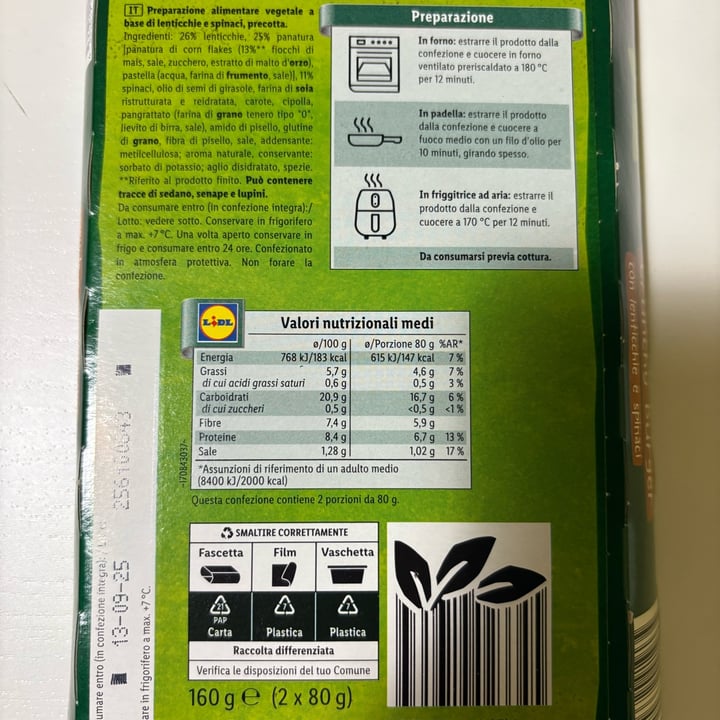 IT Preparazione alimentare vegetale a
base di lenticchie e spinaci, precotta.
Ingredienti: 26% lenticchie, 25% panatura
[panatura di corn flakes (13%** fiocchi di
mais, sale, zucchero, estratto di malto d'orzo),
pastella (acqua, farina di frumento, sale)], 11%
spinaci, olio di semi di girasole, farina di soia
ristrutturata e reidratata, carote, cipolla,
pangrattato (farina di grano tenero tipo "0",
lievito di birra, sale), amido di pisello, glutine
di grano, fibra di pisello, sale, addensante:
metilcellulosa; aroma naturale, conservante:
sorbato di potassio; aglio disidratato, spezie.
**Riferito al prodotto finito. Può contenere
tracce di sedano, senape e lupini.
Da consumare entro (in confezione integra):/
Lotto: vedere sotto. Conservare in frigorifero
a max. +7°C. Una volta aperto conservare in
frigo e consumare entro 24 ore. Confezionato
in atmosfera protettiva. Non forare la
confezione.
Preparazione
In forno: estrarre il prodotto dalla
confezione e cuocere in forno
ventilato preriscaldato a 180 °C
per 12 minuti.
In padella: estrarre il prodotto
dalla confezione e cuocere a
fuoco medio con un filo d'olio per
10 minuti, girando spesso.
In friggitrice ad aria: estrarre il
prodotto dalla confezione e
cuocere a 170 °C per 12 minuti.
Da consumarsi previa cottura.
LIDL
Valori nutrizionali medi
ø/100 g ø/Porzione 80 g %AR*
Energia 768 kJ/183 kcal 615 kJ/147 kcal 7 %
Grassi 5,7 g 4,6 g 7 %
di cui acidi grassi saturi 0,6 g 0,5 g 3 %
Carboidrati 20,9 g 16,7 g 6 %
di cui zuccheri 0,5 g <0,5 g <1 %
Fibre 7,4 g 5,9 g
Proteine 8,4 g 6,7 g 13 %
Sale 1,28 g 1,02 g 17 %
*Assunzioni di riferimento di un adulto medio
(8400 kJ/2000 kcal)
Questa confezione contiene 2 porzioni da 80 g.
SMALTIRE CORRETTAMENTE
Fascetta Film Vaschetta
21 7 7
PAP
Carta Plastica Plastica
Raccolta differenziata
Verifica le disposizioni del tuo Comune
160 g e (2 x 80 g)
umare entro (in confezione integra):
13-09-25
are in frigorifero a max. +7°C.
burger
con lenticchie e spinaci